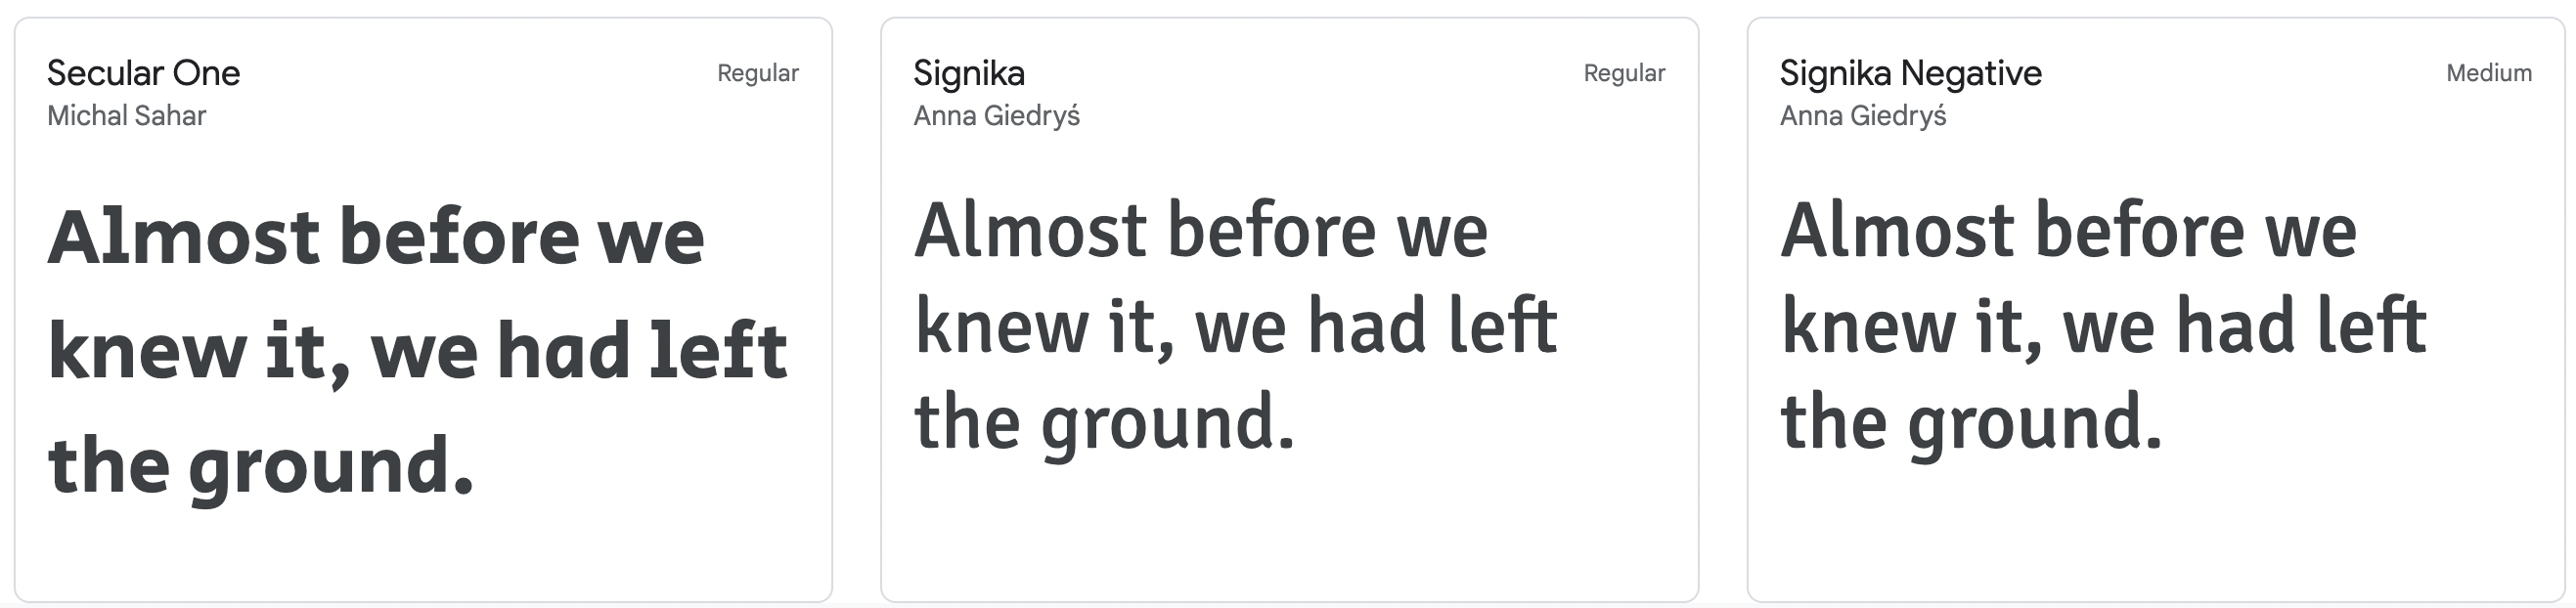 Secular One
Regular
Michal Sahar
Almost before we
knew it, we had left
the ground.
Signika
Regular
Anna Giedryś
Almost before we
knew it, we had left
the ground.
Signika Negative
Medium
Anna Giedryś
Almost before we
knew it, we had left
the ground.